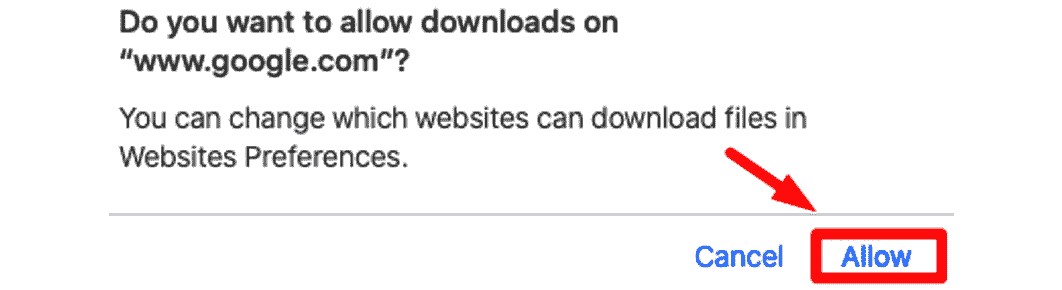 Do you want to allow downloads on
“www.google.com”?
You can change which websites can download files in
Websites Preferences.
Cancel Allow